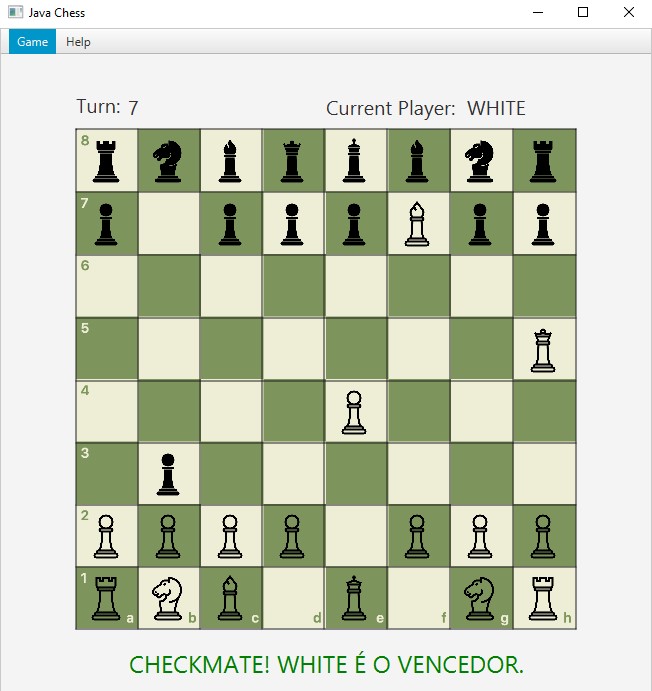 Java Chess
Game Help
Turn: 7 Current Player: WHITE
8
7
6
5
4
3
2
1
a b c d e f g h
CHECKMATE! WHITE É O VENCEDOR.